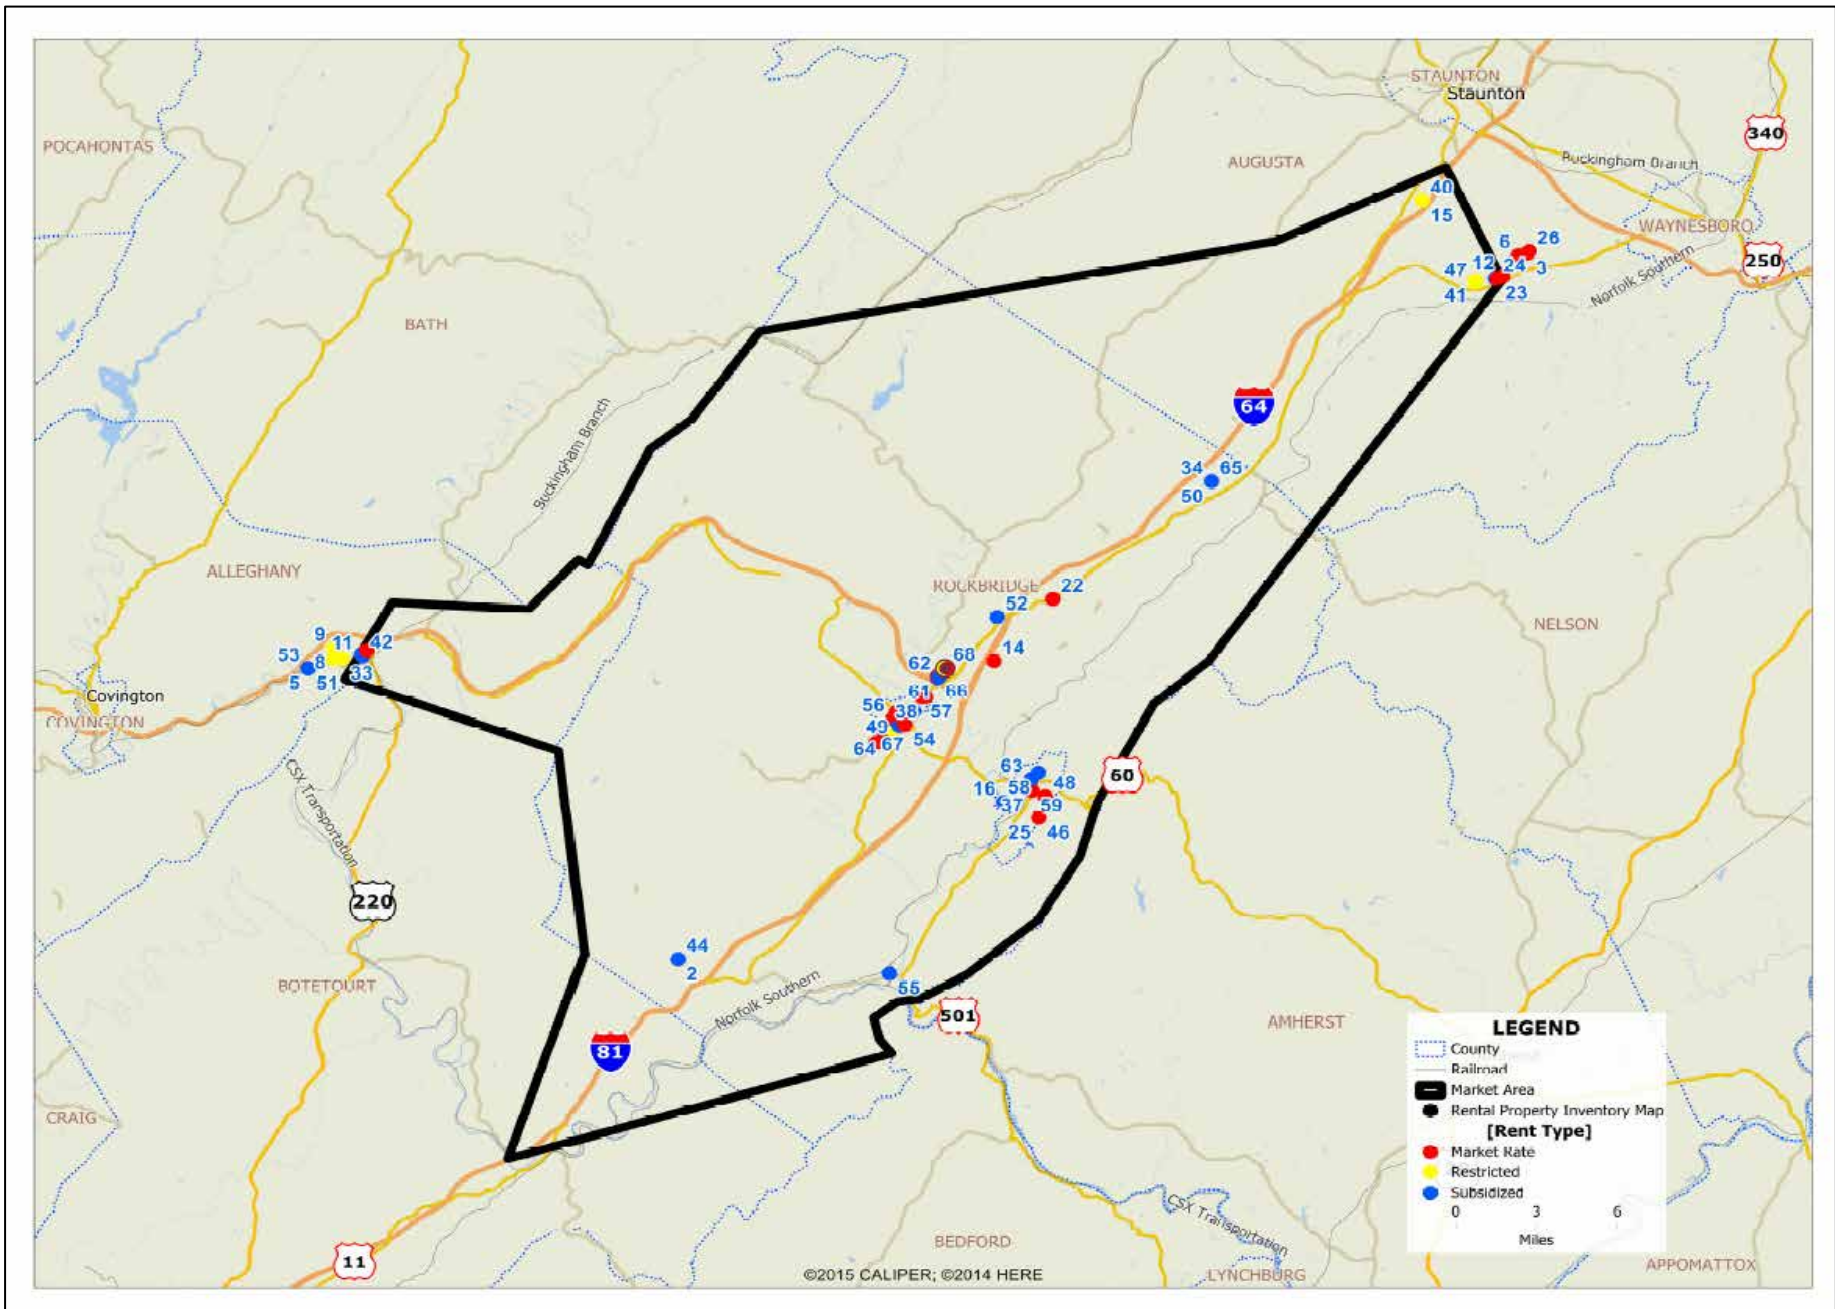 STAUNTON
Staunton
340
POCAHONTAS
AUGUSTA
Buckingham Branch
40
15
WAYNESBORO
6
26
250
47
12
24
3
41
23
Norfolk Southern
BATH
64
Buckingham Branch
34
65
50
ALLEGHANY
ROCKBRIDGE
22
52
NELSON
9
11
42
53
8
33
5
51
14
62
68
61
66
Covington
COVINGTON
56
38
57
49
54
64
67
63
60
16
58
48
37
59
25
46
CSX Transportation
220
44
2
Norfolk Southern
55
BOTETOURT
501
AMHERST
81
CRAIG
LEGEND
County
Railroad
Market Area
Rental Property Inventory Map
[Rent Type]
Market Rate
Restricted
Subsidized
0 3 6
Miles
CSX Transportation
BEDFORD
11
©2015 CALIPER; ©2014 HERE
LYNCHBURG
APPOMATTOX